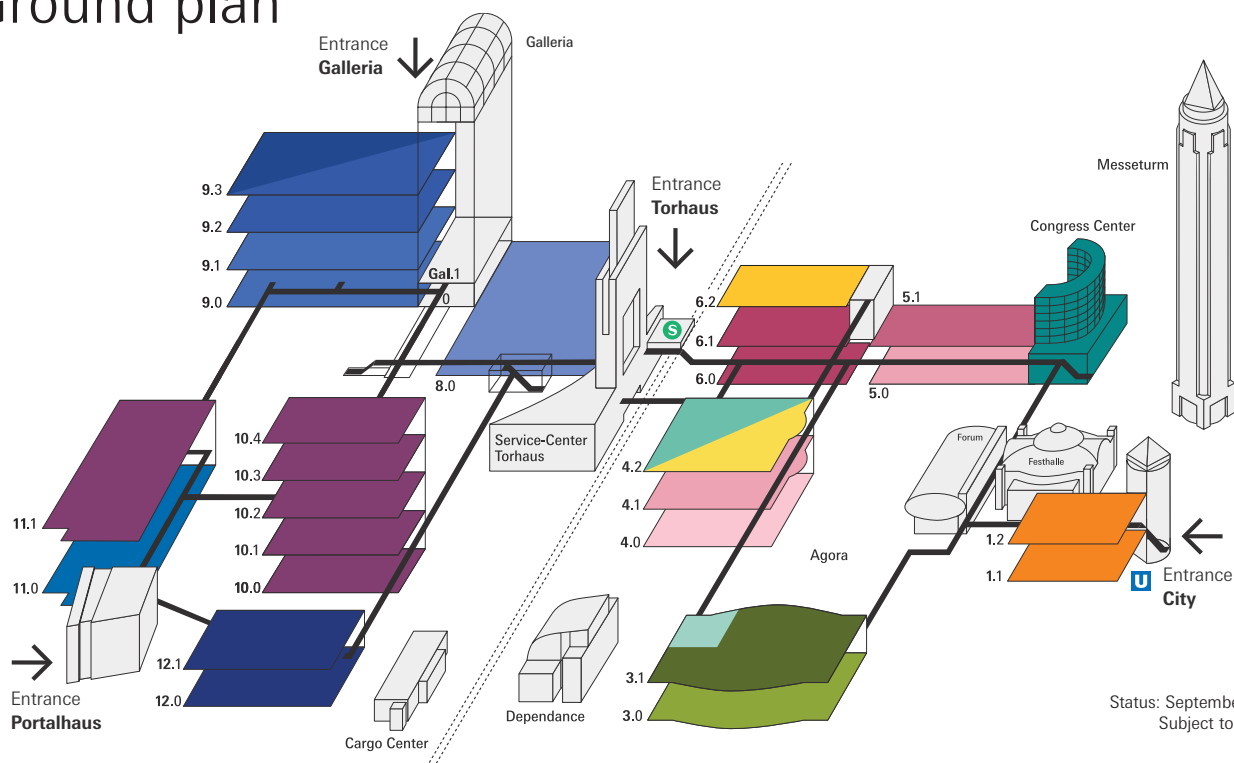 Ground plan
Entrance
Galleria
Galleria
Entrance
Torhaus
Messeturm
Congress Center
9.3
9.2
9.1
9.0
Gal.1
0
8.0
S
6.2
6.1
6.0
5.1
5.0
Service-Center
Torhaus
10.4
10.3
10.2
10.1
10.0
11.1
11.0
4.2
4.1
4.0
Forum
Festhalle
1.2
1.1
U
Entrance
City
Agora
12.1
12.0
Entrance
Portalhaus
Cargo Center
Dependance
3.1
3.0
Status: Septembe
Subject to